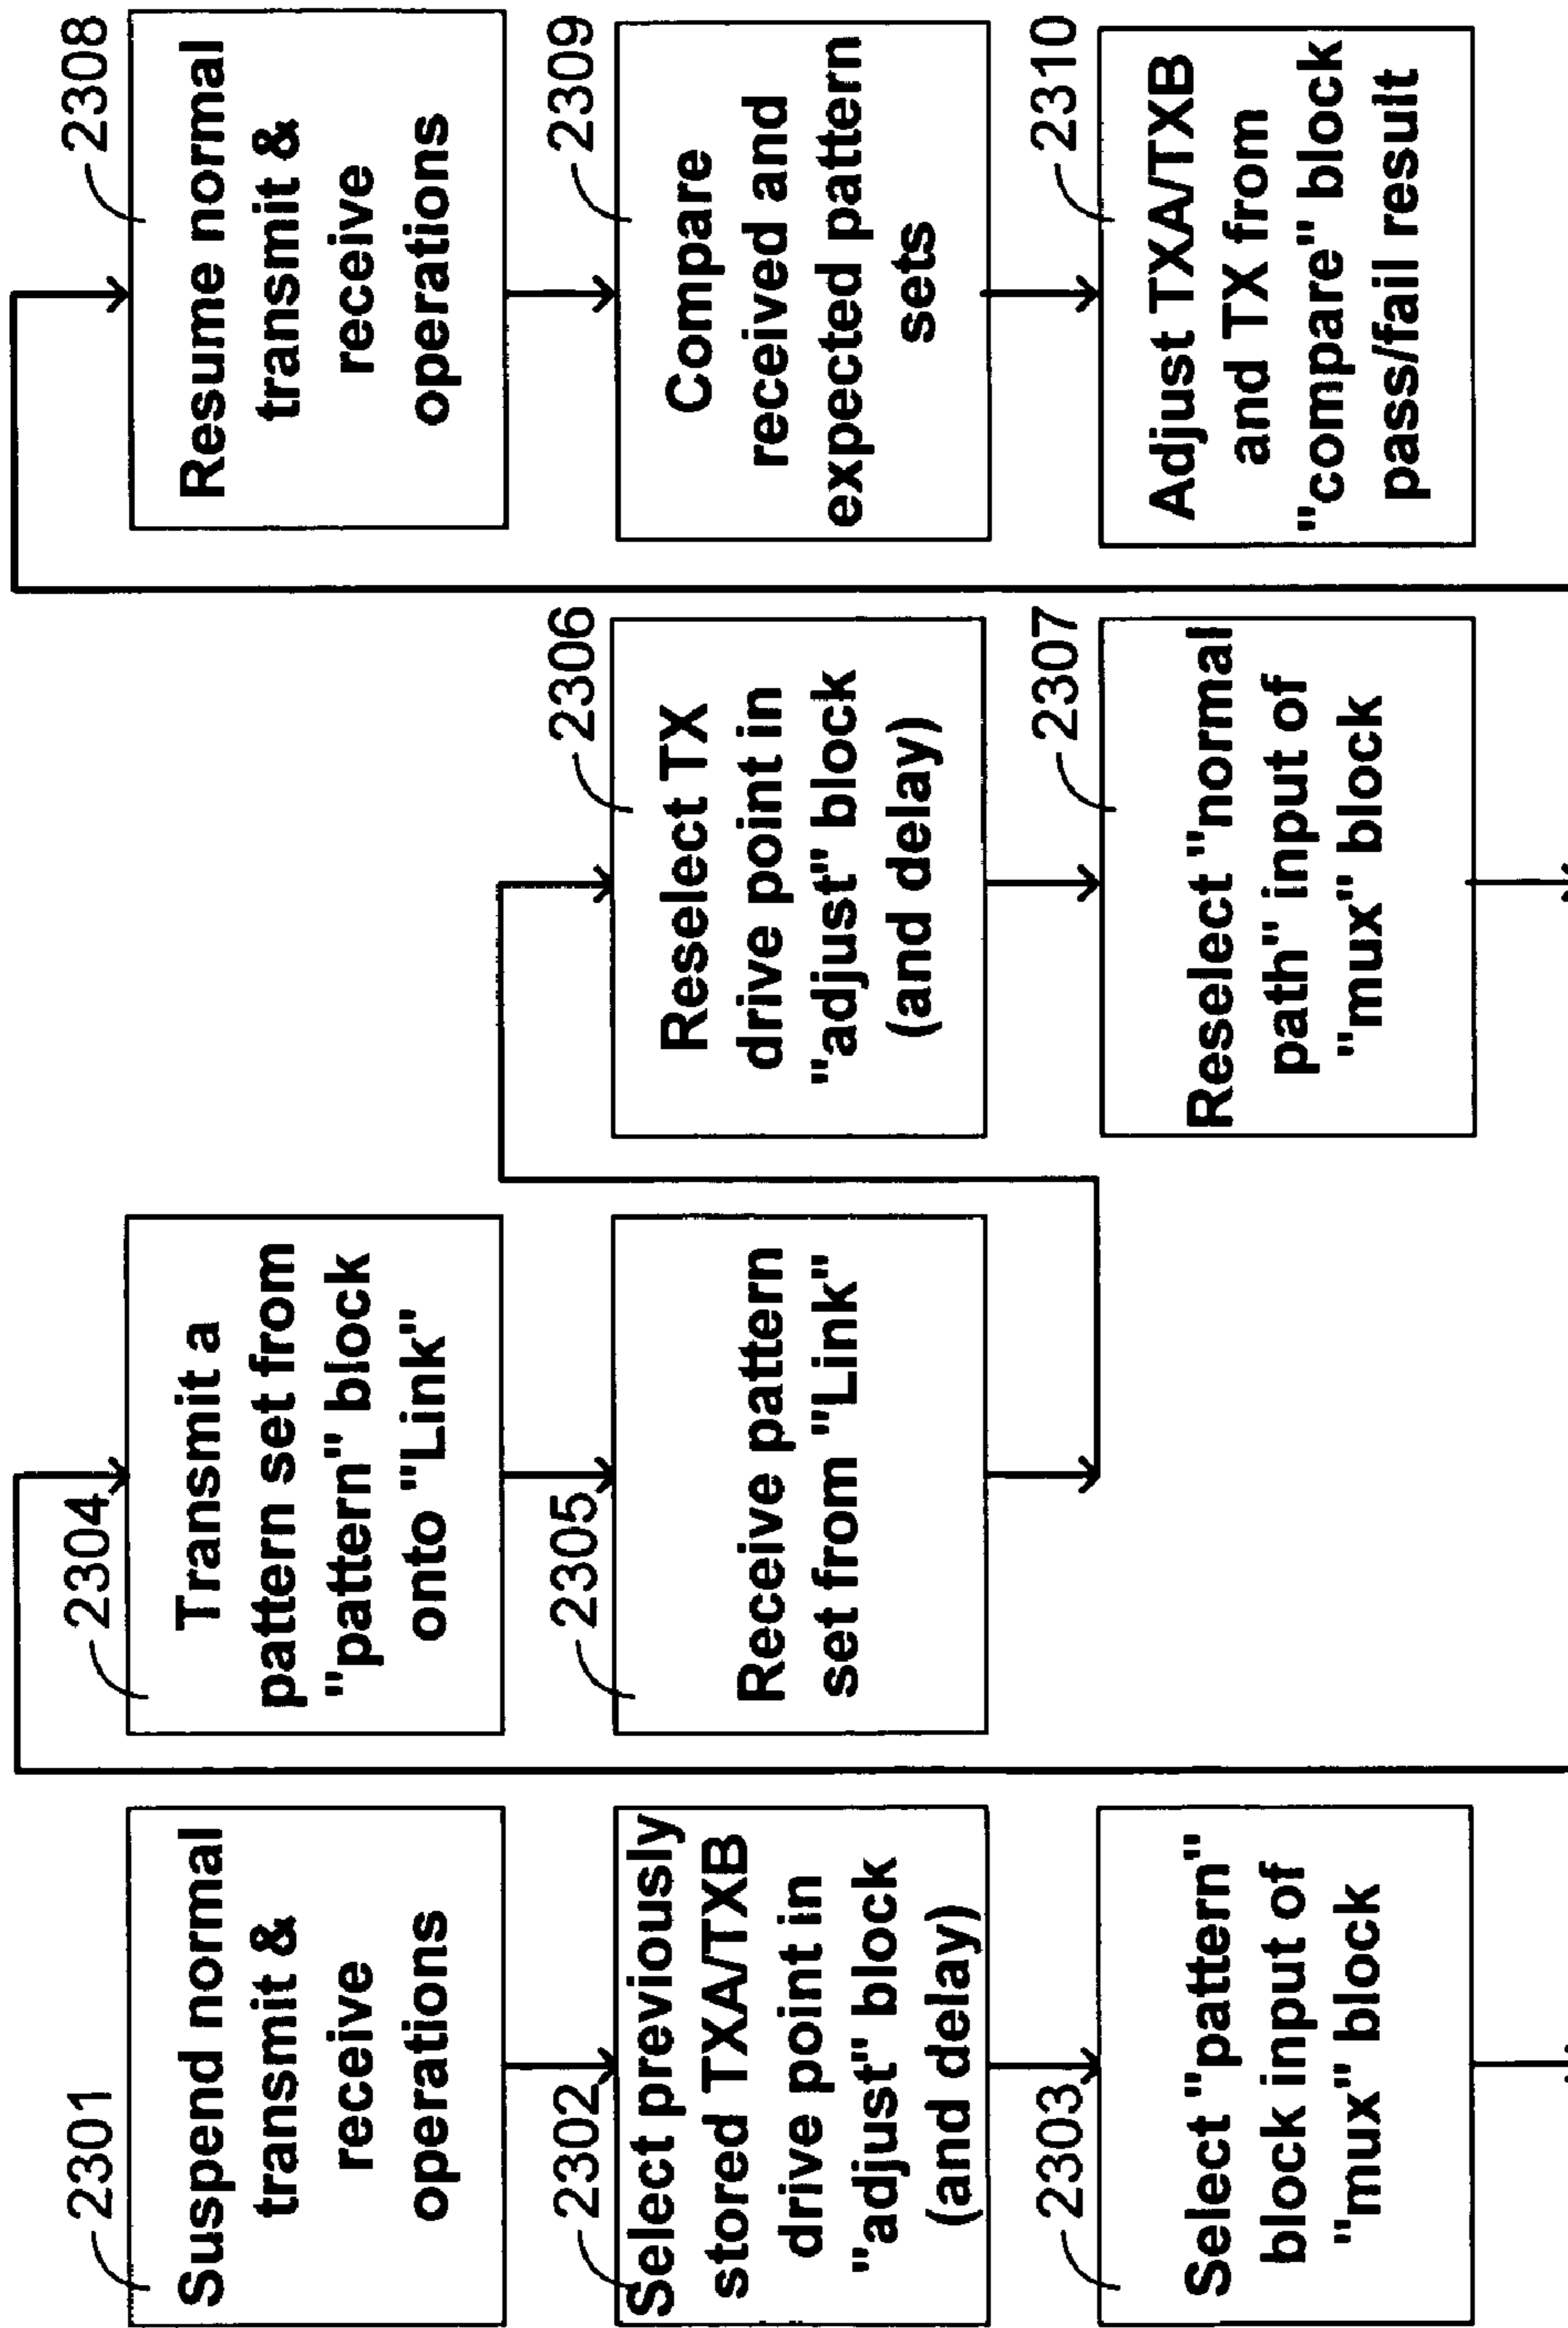 2301
Suspend normal
transmit &
receive
operations
2302
Select previously
stored TXA/TXB
drive point in
"adjust" block
(and delay)
2303
Select "pattern"
block input of
"mux" block
2304
Transmit a
pattern set from
"pattern" block
onto "Link"
2305
Receive pattern
set from "Link"
2306
Reselect TX
drive point in
"adjust" block
(and delay)
2307
Reselect "normal
path" input of
"mux" block
2308
Resume normal
transmit &
receive
operations
2309
Compare
received and
expected pattern
sets
2310
Adjust TXA/TXB
and TX from
"compare" block
pass/fail result